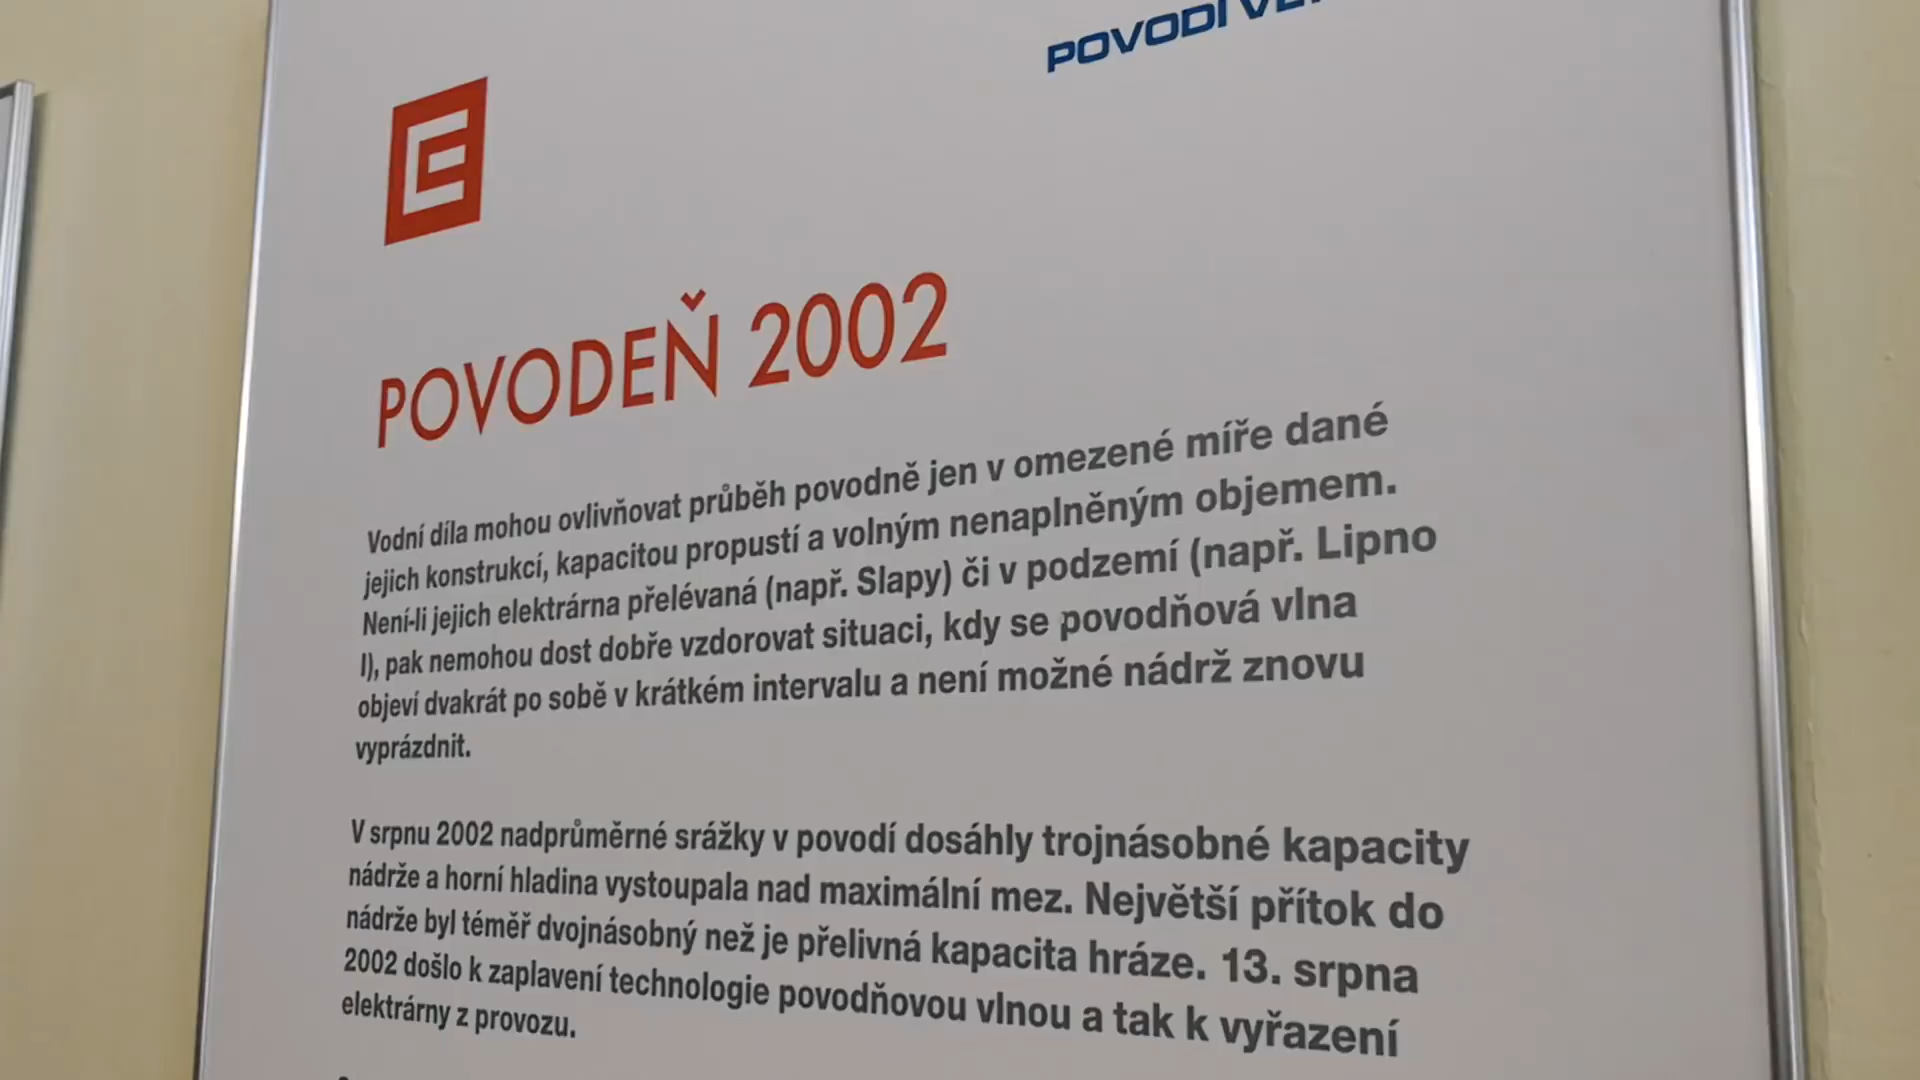 POVODÍ
POVODEŇ 2002
Vodní díla mohou ovlivňovat průběh povodně jen v omezené míře dané
jejich konstrukcí, kapacitou propustí a volným nenaplněným objemem.
Není-li jejich elektrárna přelévaná (např. Slapy) či v podzemí (např. Lipno
I), pak nemohou dost dobře vzdorovat situaci, kdy se povodňová vlna
objeví dvakrát po sobě v krátkém intervalu a není možné nádrž znovu
vyprázdnit.
V srpnu 2002 nadprůměrné srážky v povodí dosáhly trojnásobné kapacity
nádrže a horní hladina vystoupala nad maximální mez. Největší přítok do
nádrže byl téměř dvojnásobný než je přelivná kapacita hráze. 13. srpna
2002 došlo k zaplavení technologie povodňovou vlnou a tak k vyřazení
elektrárny z provozu.